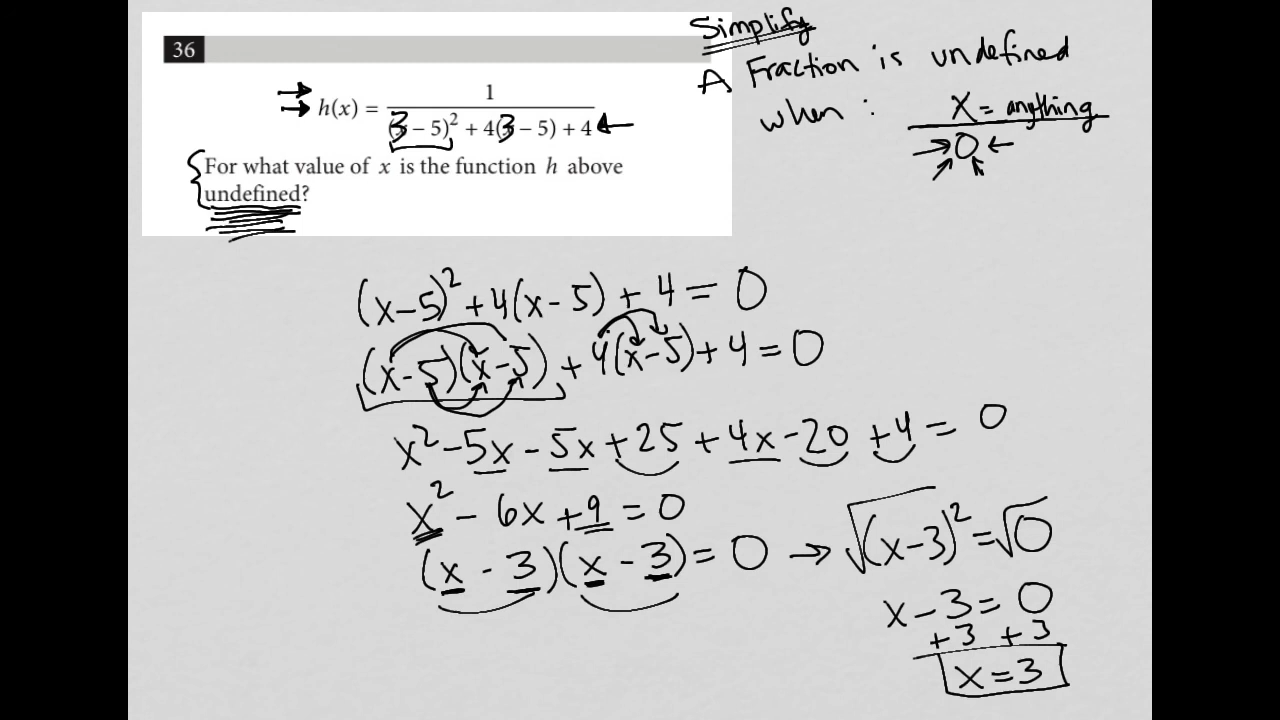 Simplify
A Fraction is undefined
when: x = anything
0
36
h(x) = 1
(3 − 5)² + 4(3 − 5) + 4
For what value of x is the function h above
undefined?
(x − 5)² + 4(x − 5) + 4 = 0
(x − 5)(x − 5) + 4(x − 5) + 4 = 0
x² − 5x − 5x + 25 + 4x − 20 + 4 = 0
x² − 6x + 9 = 0
(x − 3)(x − 3) = 0 → √(x − 3)² = √0
x − 3 = 0
+3 +3
x = 3